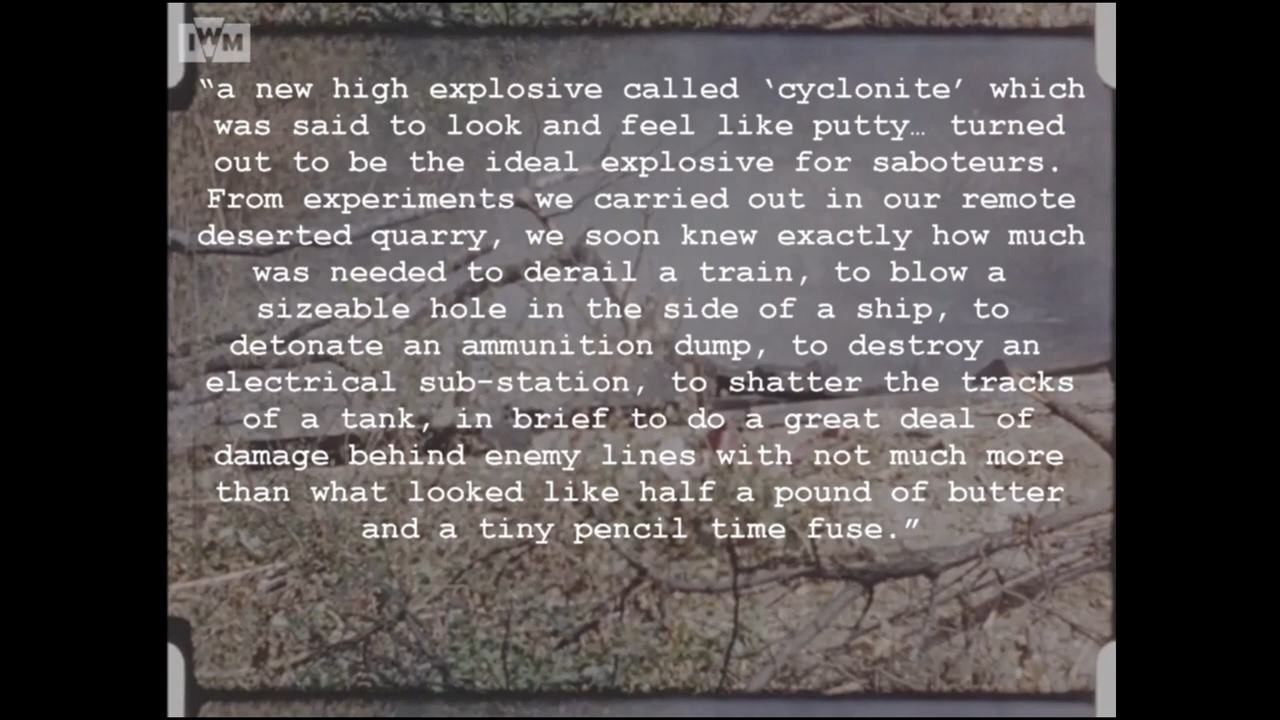 IWM
“a new high explosive called ‘cyclonite’ which
was said to look and feel like putty… turned
out to be the ideal explosive for saboteurs.
From experiments we carried out in our remote
deserted quarry, we soon knew exactly how much
was needed to derail a train, to blow a
sizeable hole in the side of a ship, to
detonate an ammunition dump, to destroy an
electrical sub-station, to shatter the tracks
of a tank, in brief to do a great deal of
damage behind enemy lines with not much more
than what looked like half a pound of butter
and a tiny pencil time fuse.”